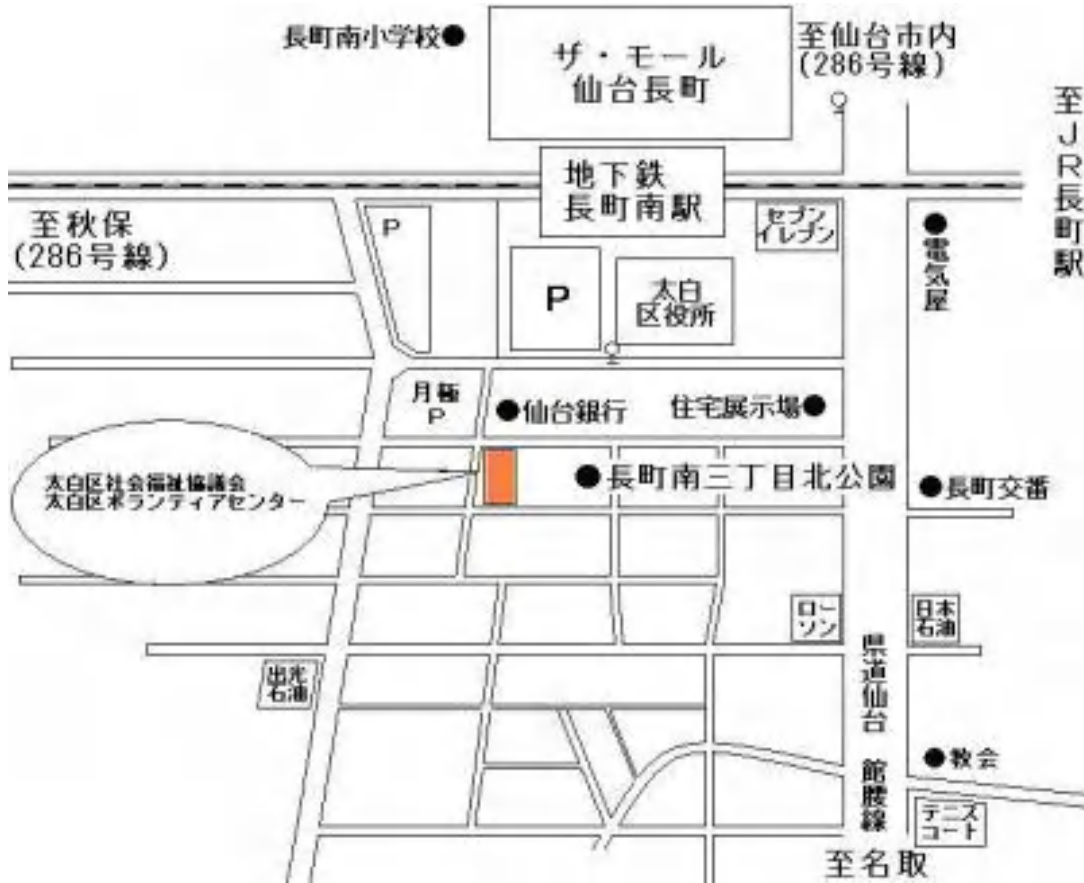 長町南小学校●
ザ・モール
仙台長町
至仙台市内
(286号線)
至JR長町駅
地下鉄
長町南駅
至秋保
(286号線)
P
セブン
イレブン
●電気屋
P
太白
区役所
月極
P
●仙台銀行
住宅展示場●
太白区社会福祉協議会
太白区ボランティアセンター
●長町南三丁目北公園
●長町交番
ローソン
日本
石油
出光
石油
県道仙台 館腰線
●教会
テニス
コート
至名取